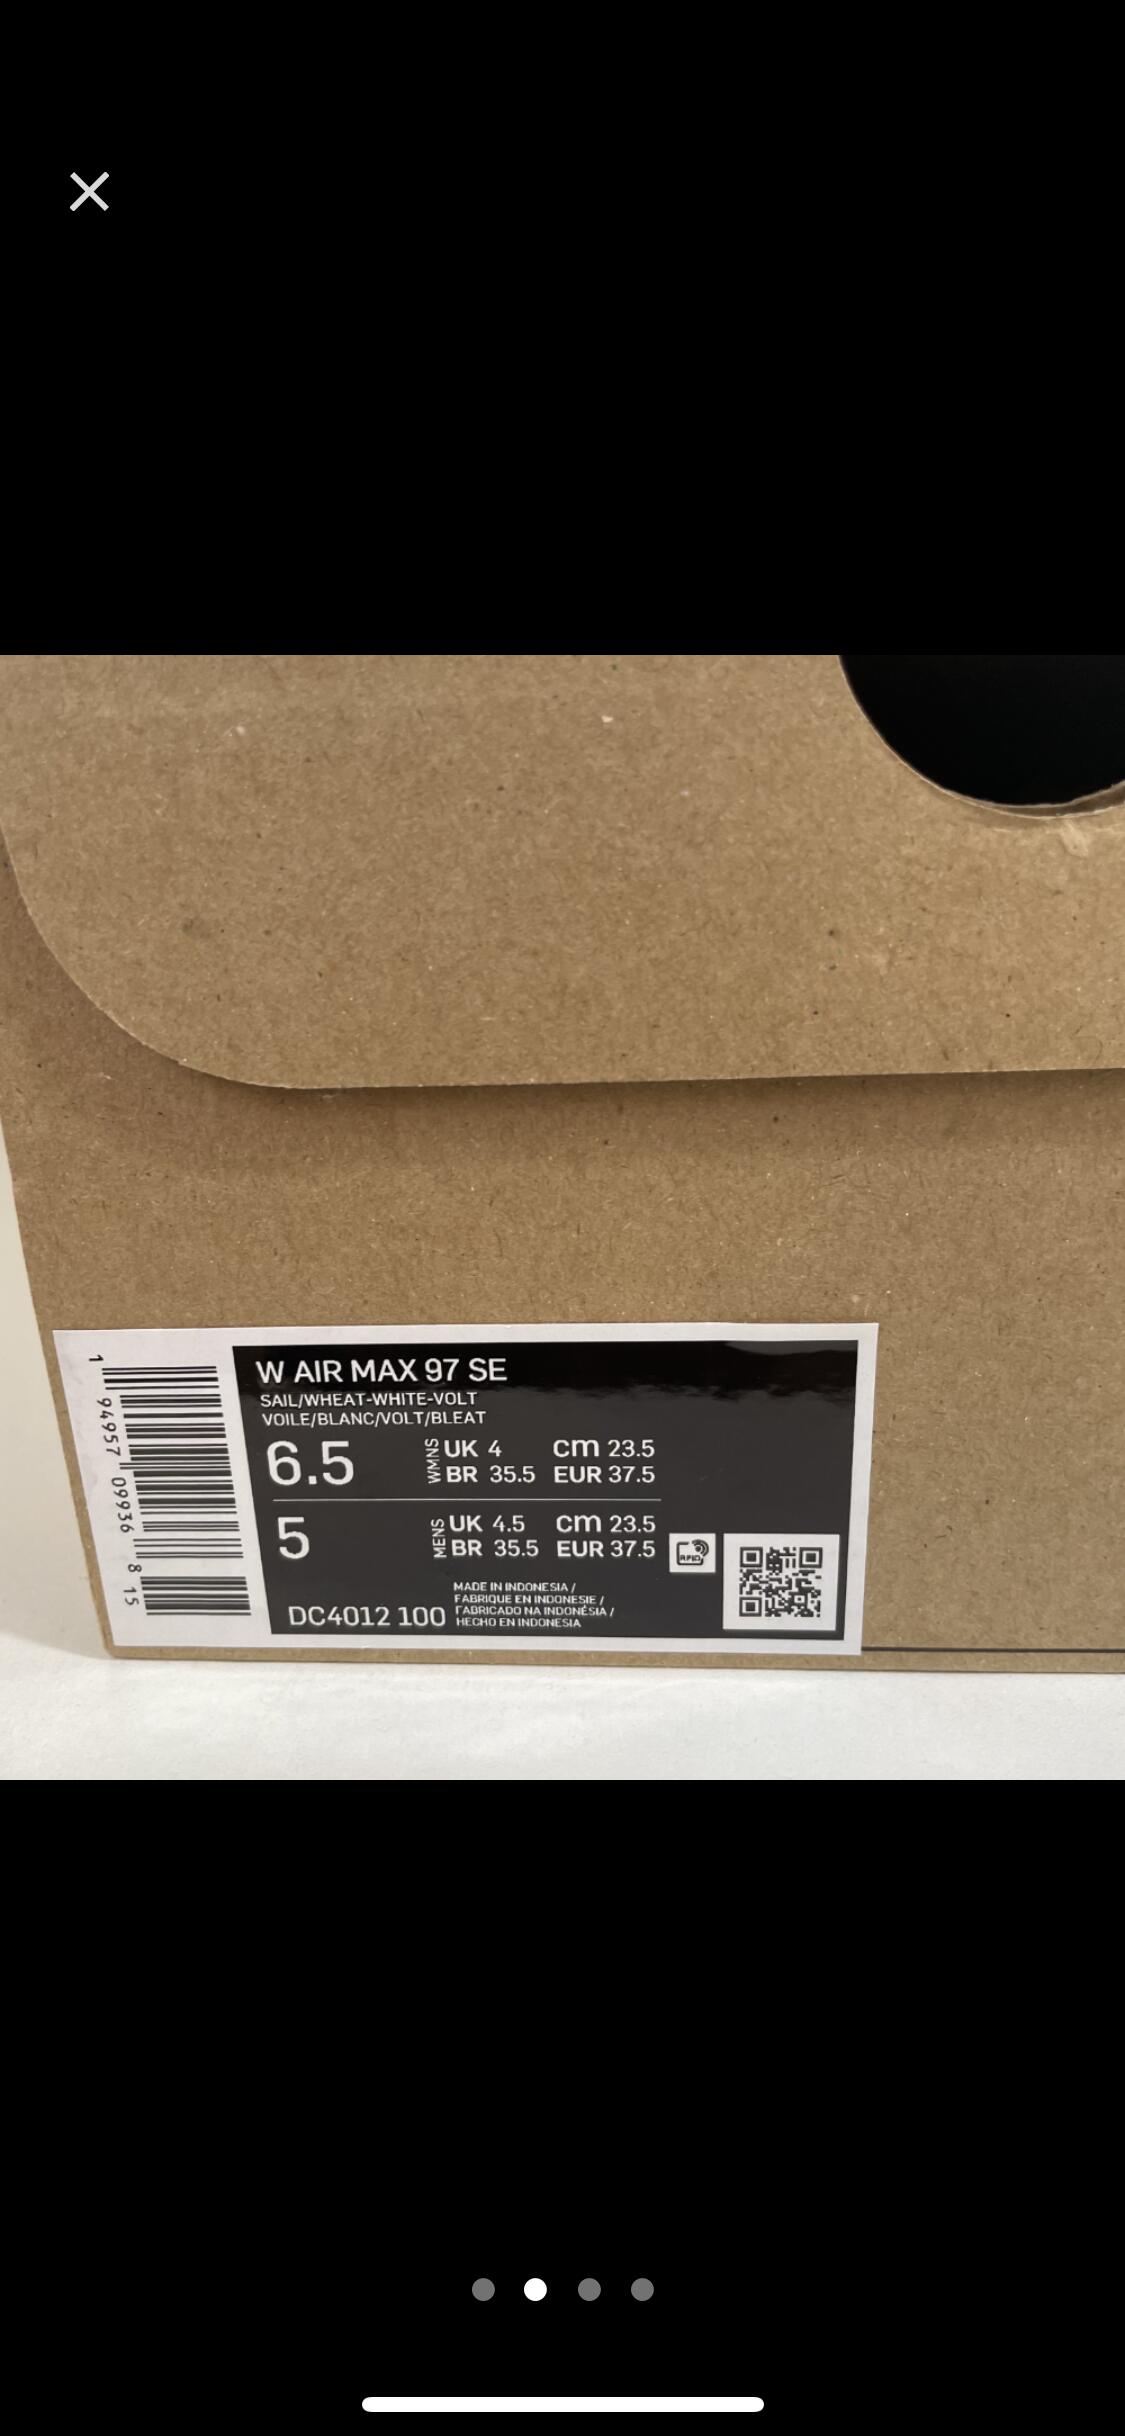 W AIR MAX 97 SE
SAIL/WHEAT-WHITE-VOLT
VOILE/BLANC/VOLT/BLEAT
6.5
WMNS
UK 4 cm 23.5
BR 35.5 EUR 37.5
5
MENS
UK 4.5 cm 23.5
BR 35.5 EUR 37.5
RFID
DC4012 100
MADE IN INDONESIA /
FABRIQUE EN INDONESIE /
FABRICADO NA INDONÉSIA /
HECHO EN INDONESIA
1 94957 09936 8 15